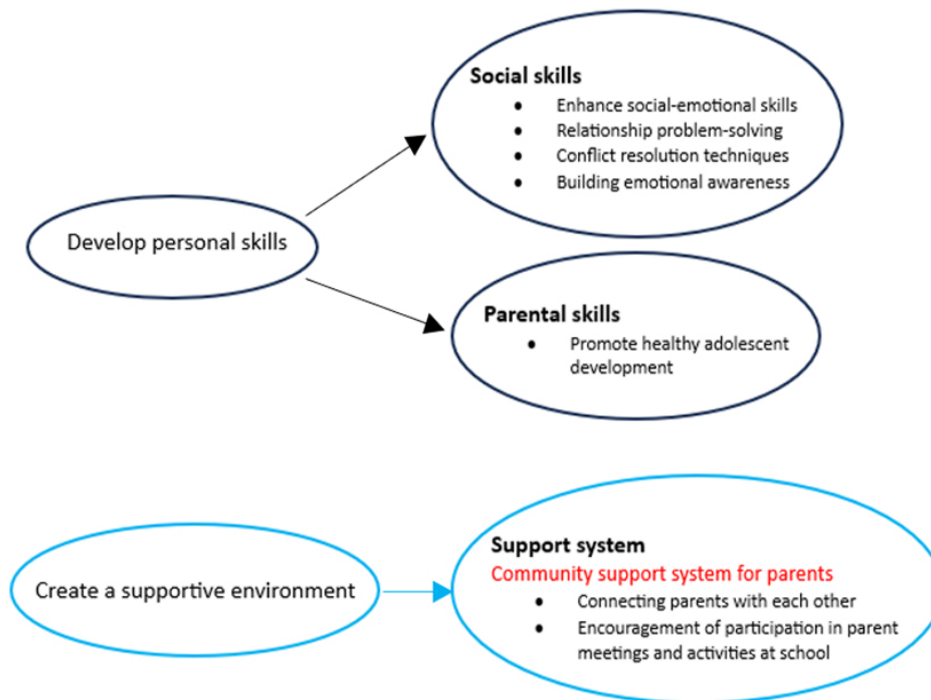 Social skills
• Enhance social-emotional skills
• Relationship problem-solving
• Conflict resolution techniques
• Building emotional awareness
Develop personal skills
Parental skills
• Promote healthy adolescent
development
Support system
Community support system for parents
• Connecting parents with each other
• Encouragement of participation in parent
meetings and activities at school
Create a supportive environment